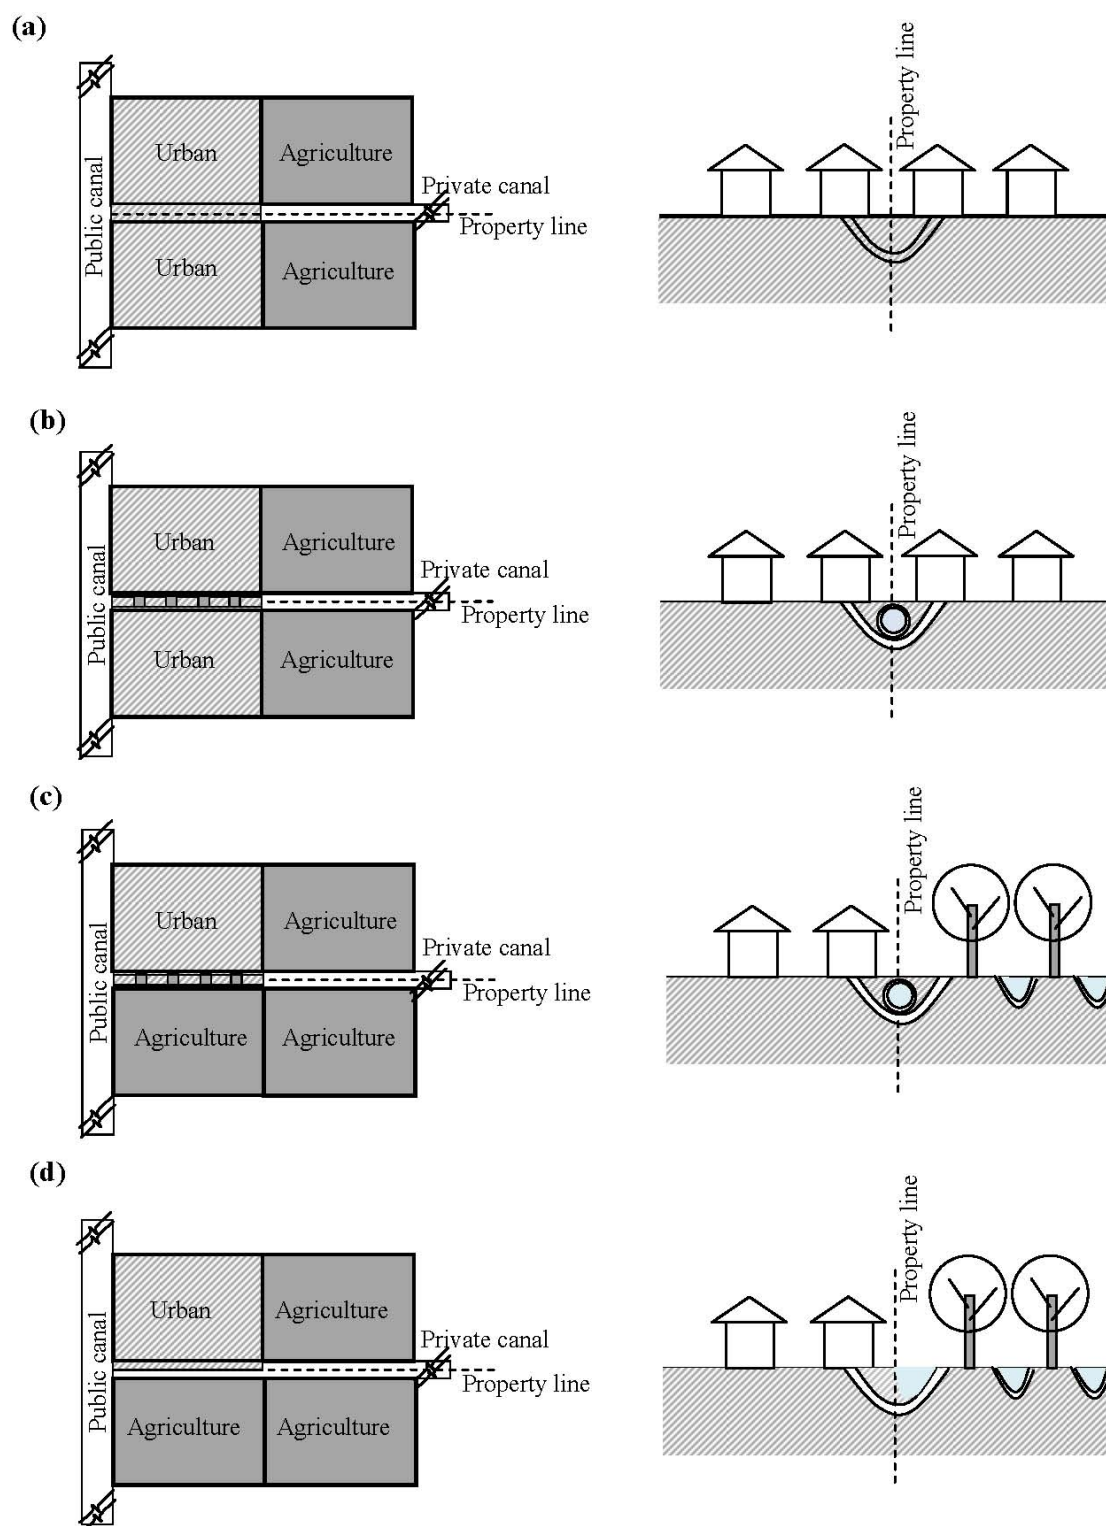 (a)
Public canal
Urban
Agriculture
Private canal
Property line
Urban
Agriculture
Property line
(b)
Public canal
Urban
Agriculture
Private canal
Property line
Urban
Agriculture
Property line
(c)
Public canal
Urban
Agriculture
Private canal
Property line
Agriculture
Agriculture
Property line
(d)
Public canal
Urban
Agriculture
Private canal
Property line
Agriculture
Agriculture
Property line